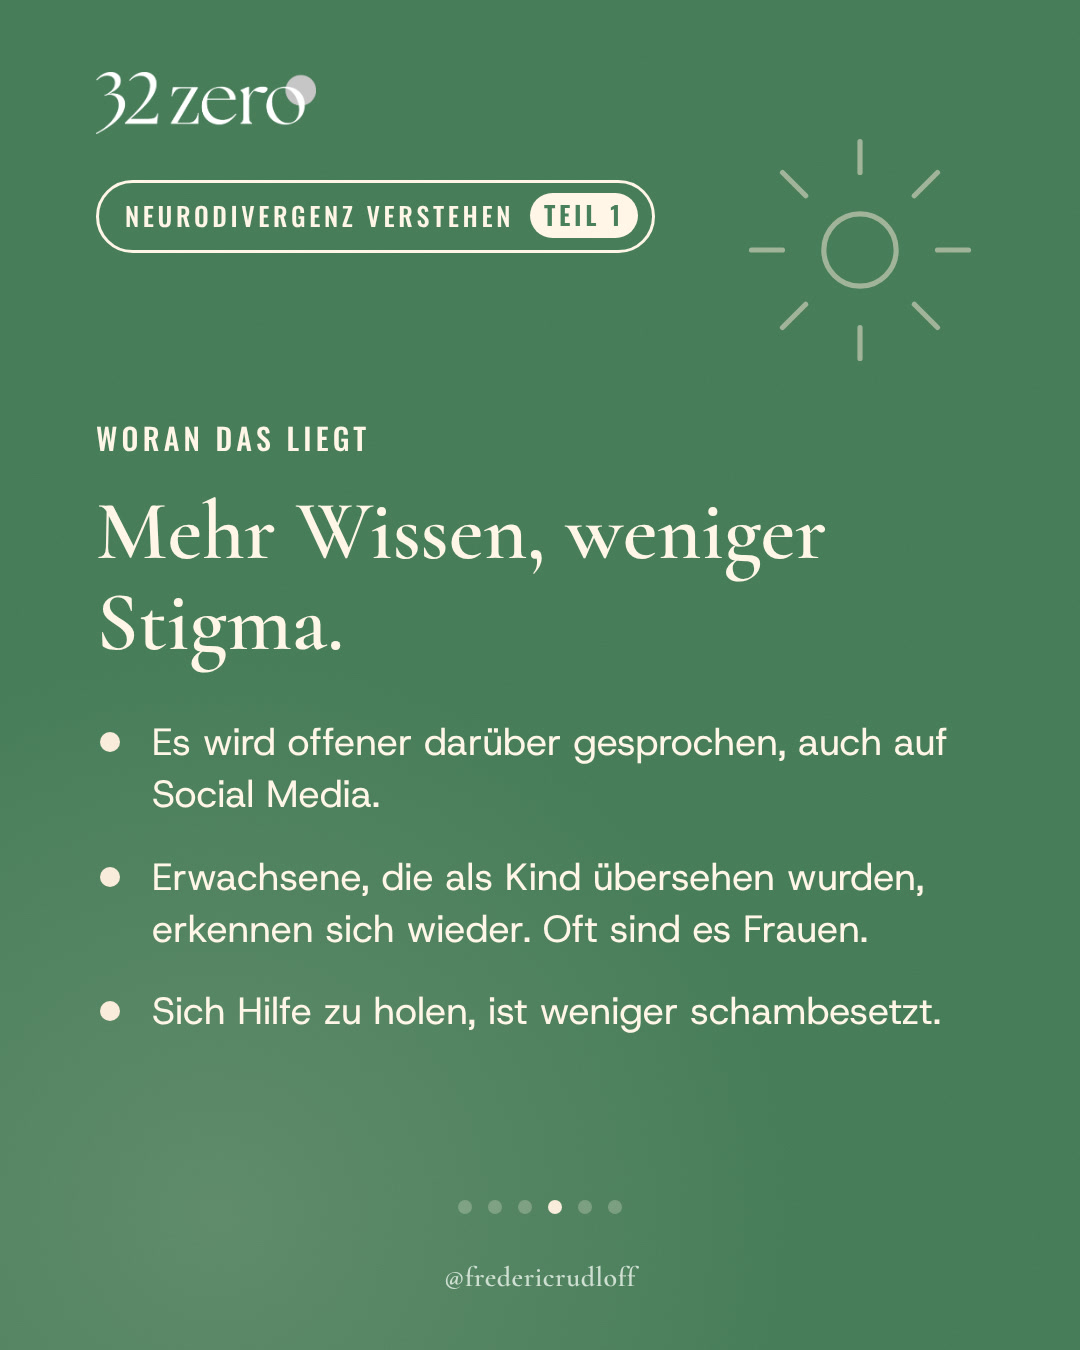 32 zero
NEURODIVERGENZ VERSTEHEN TEIL 1
WORAN DAS LIEGT
Mehr Wissen, weniger
Stigma.
Es wird offener darüber gesprochen, auch auf
Social Media.
Erwachsene, die als Kind übersehen wurden,
erkennen sich wieder. Oft sind es Frauen.
Sich Hilfe zu holen, ist weniger schambesetzt.
@fredericrudloff